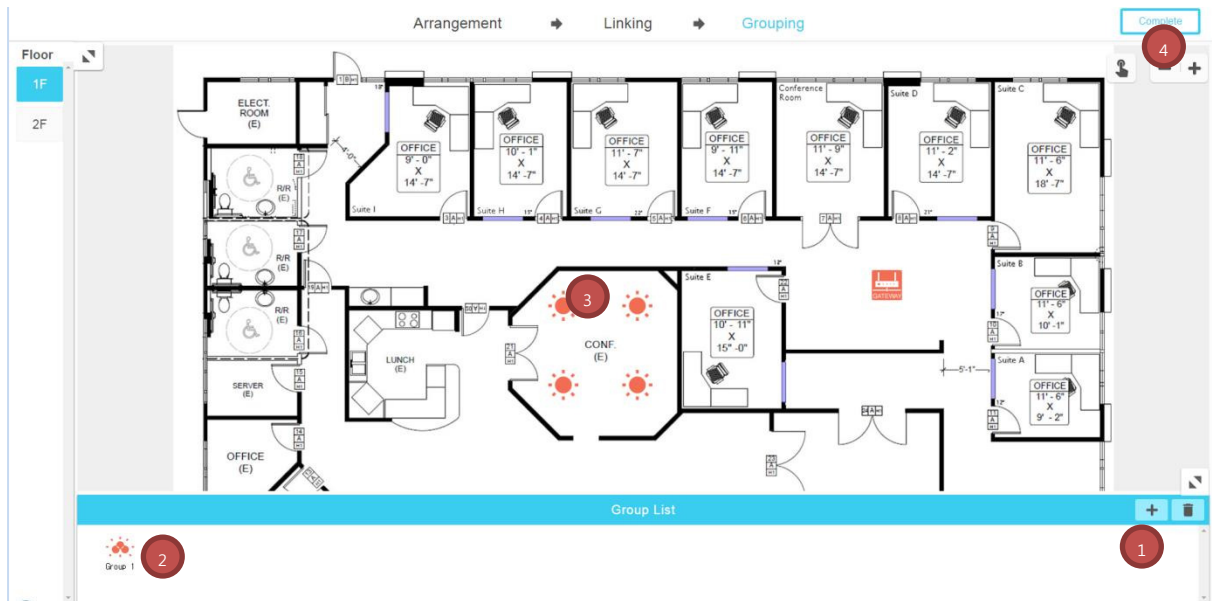 Arrangement Linking Grouping
Complete
4
Floor
1F
2F
ELECT.
ROOM
(E)
4'-0"
R/R
(E)
R/R
(E)
R/R
(E)
SERVER
(E)
OFFICE
(E)
OFFICE
9' - 0"
X
14' -7"
Suite I
OFFICE
10' - 1"
X
14' -7"
Suite H
OFFICE
11' - 7"
X
14' -7"
Suite G
OFFICE
9' - 11"
X
14' -7"
Suite F
Conference
Room
OFFICE
11' - 9"
X
14' -7"
Suite D
OFFICE
11' - 2"
X
14' -7"
Suite C
OFFICE
11' - 6"
X
18' -7"
Suite B
OFFICE
11' - 6"
X
10' -1"
Suite A
OFFICE
11' - 6"
X
9' - 2"
5'-1"
GATEWAY
Suite E
OFFICE
10' - 11"
X
15" -0"
3
CONF.
(E)
LUNCH
(E)
Group List
1
2
Group 1